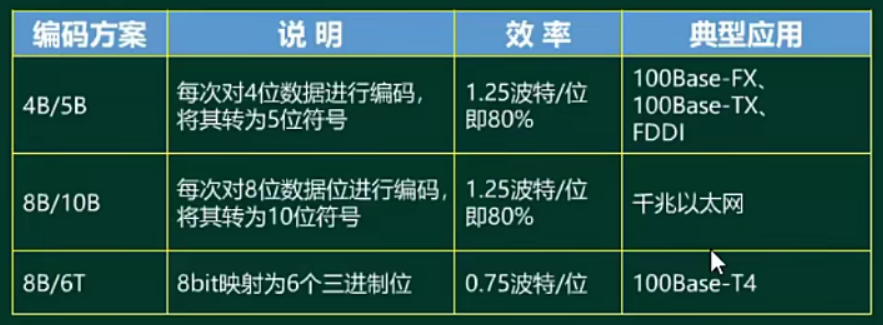 编码方案 说 明 效 率 典型应用
4B/5B
每次对4位数据进行编码，
将其转为5位符号
1.25波特/位
即80%
100Base-FX、
100Base-TX、
FDDI
8B/10B
每次对8位数据位进行编码，
将其转为10位符号
1.25波特/位
即80%
千兆以太网
8B/6T
8bit映射为6个三进制位
0.75波特/位
100Base-T4